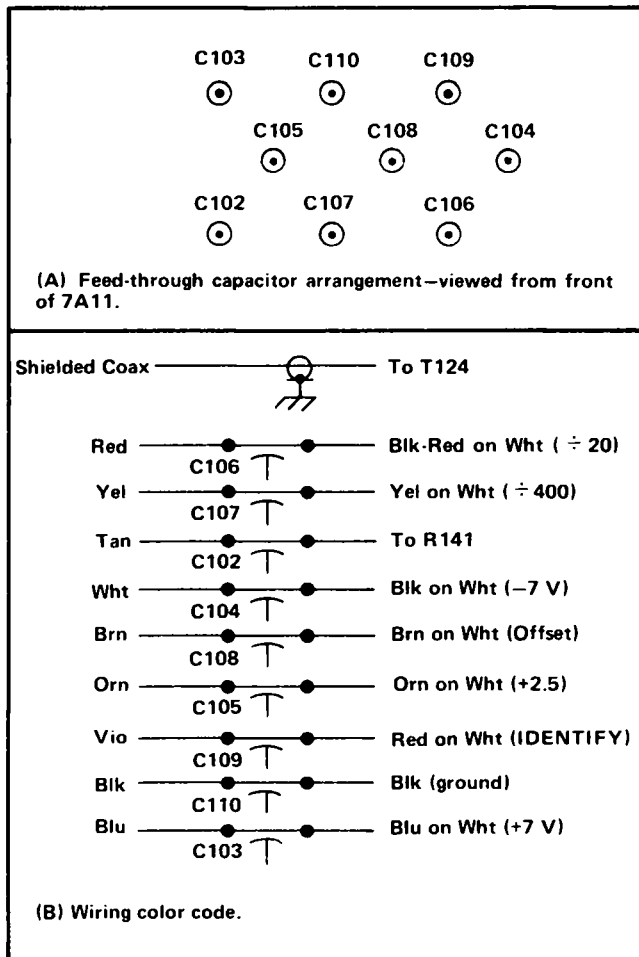 C103 C110 C109
C105 C108 C104
C102 C107 C106
(A) Feed-through capacitor arrangement—viewed from front
of 7A11.
Shielded Coax To T124
Red Blk-Red on Wht ( ÷ 20)
C106
Yel Yel on Wht ( ÷ 400)
C107
Tan To R141
C102
Wht Blk on Wht (−7 V)
C104
Brn Brn on Wht (Offset)
C108
Orn Orn on Wht (+2.5)
C105
Vio Red on Wht (IDENTIFY)
C109
Blk Blk (ground)
C110
Blu Blu on Wht (+7 V)
C103
(B) Wiring color code.